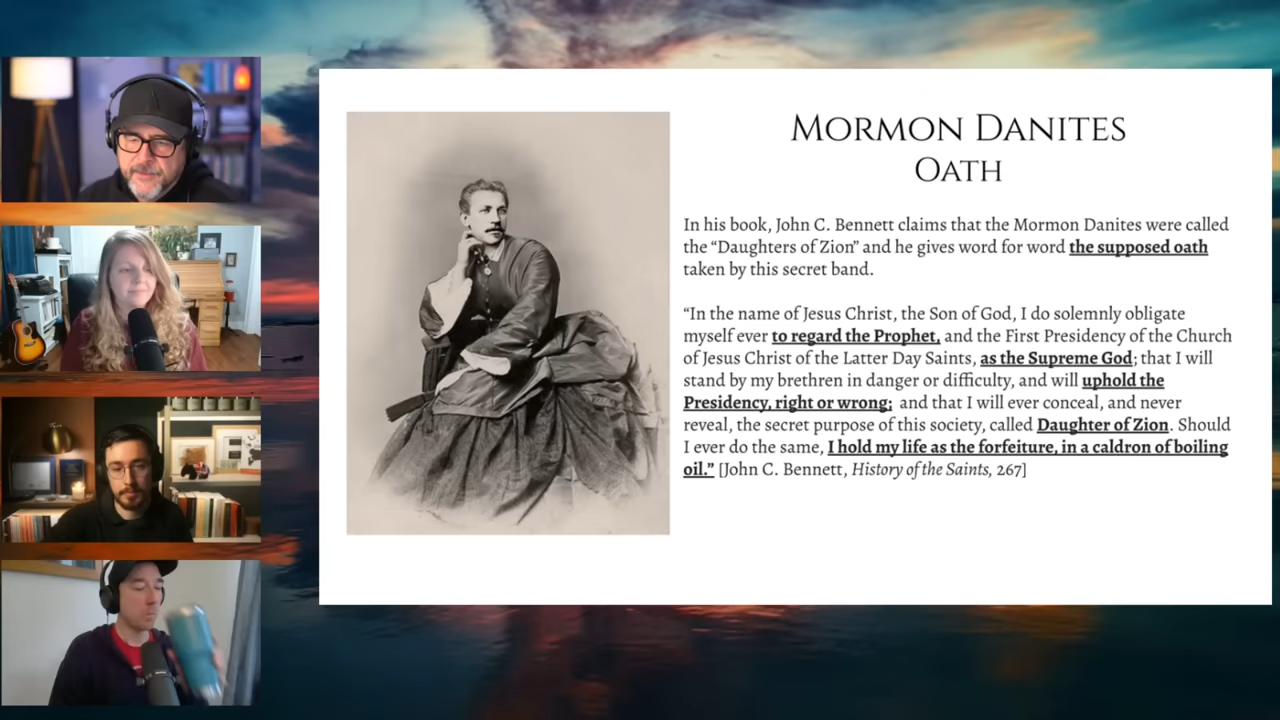 Mormon Danites
Oath
In his book, John C. Bennett claims that the Mormon Danites were called
the “Daughters of Zion” and he gives word for word the supposed oath
taken by this secret band.
“In the name of Jesus Christ, the Son of God, I do solemnly obligate
myself ever to regard the Prophet, and the First Presidency of the Church
of Jesus Christ of the Latter Day Saints, as the Supreme God; that I will
stand by my brethren in danger or difficulty, and will uphold the
Presidency, right or wrong; and that I will ever conceal, and never
reveal, the secret purpose of this society, called Daughter of Zion. Should
I ever do the same, I hold my life as the forfeiture, in a caldron of boiling
oil.” [John C. Bennett, History of the Saints, 267]